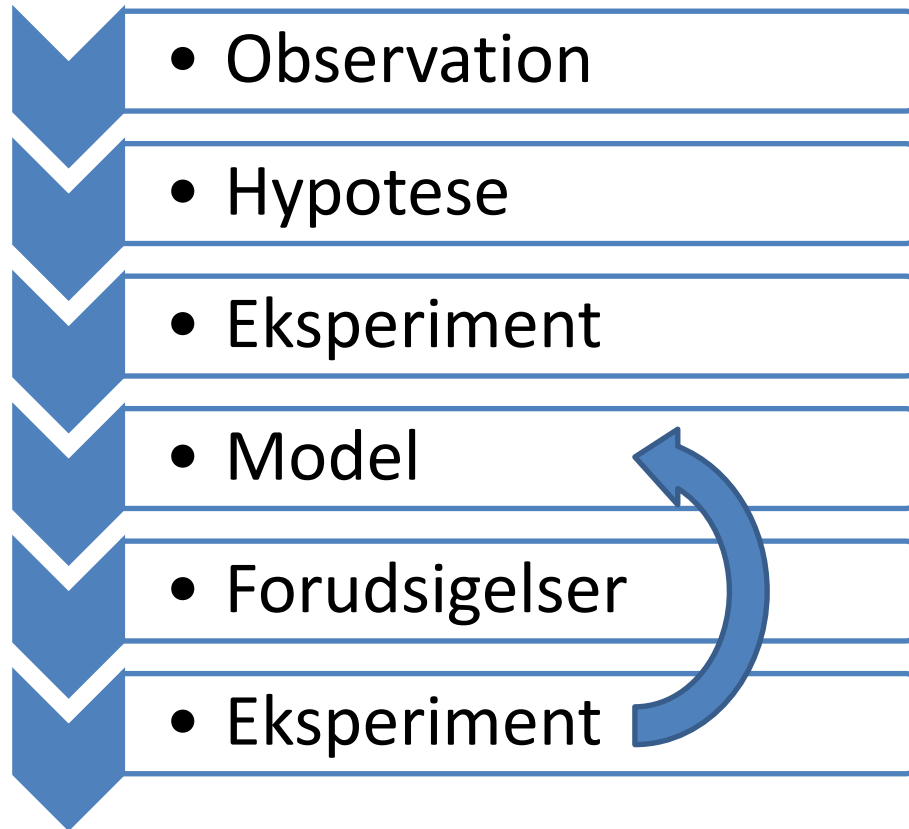 • Observation
• Hypotese
• Eksperiment
• Model
• Forudsigelser
• Eksperiment